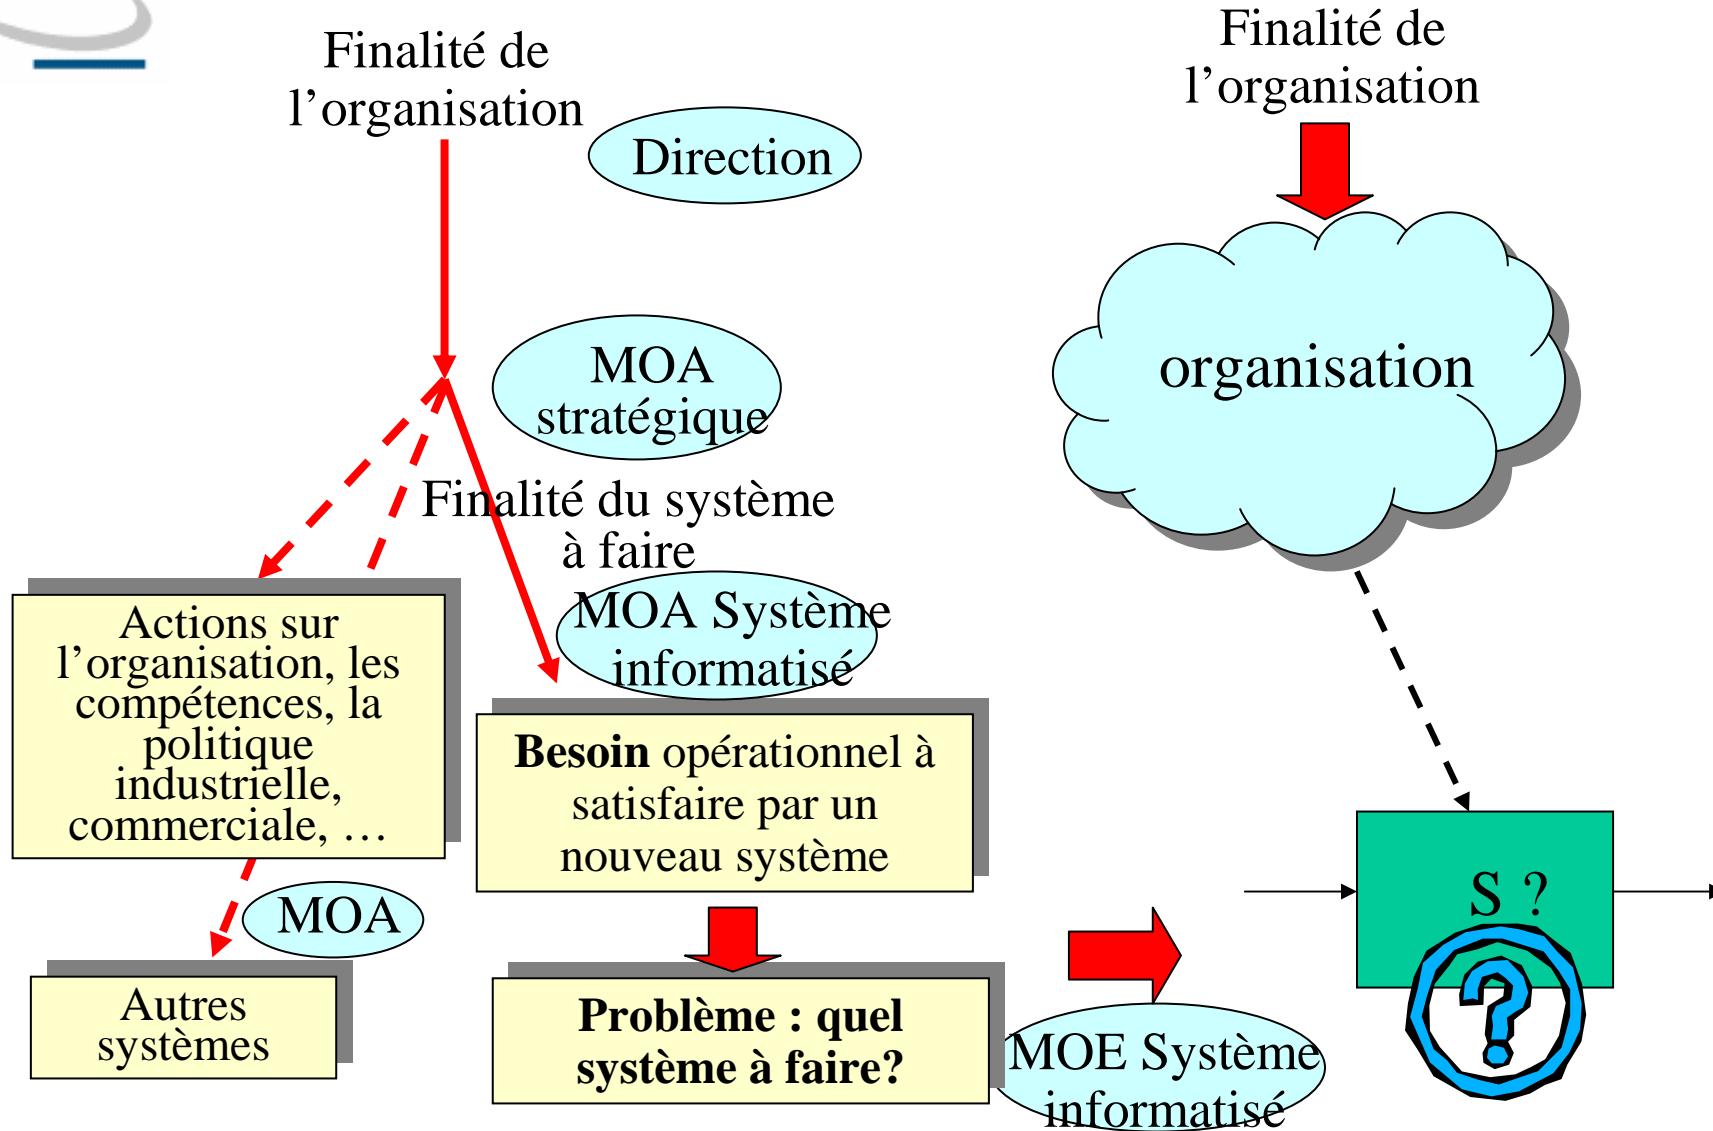 Finalité de
l’organisation
Direction
MOA
stratégique
Finalité du système
à faire
MOA Système
informatisé
Actions sur
l’organisation, les
compétences, la
politique
industrielle,
commerciale, …
Besoin opérationnel à
satisfaire par un
nouveau système
MOA
Autres
systèmes
Problème : quel
système à faire?
MOE Système
informatisé
Finalité de
l’organisation
organisation
S ?
?